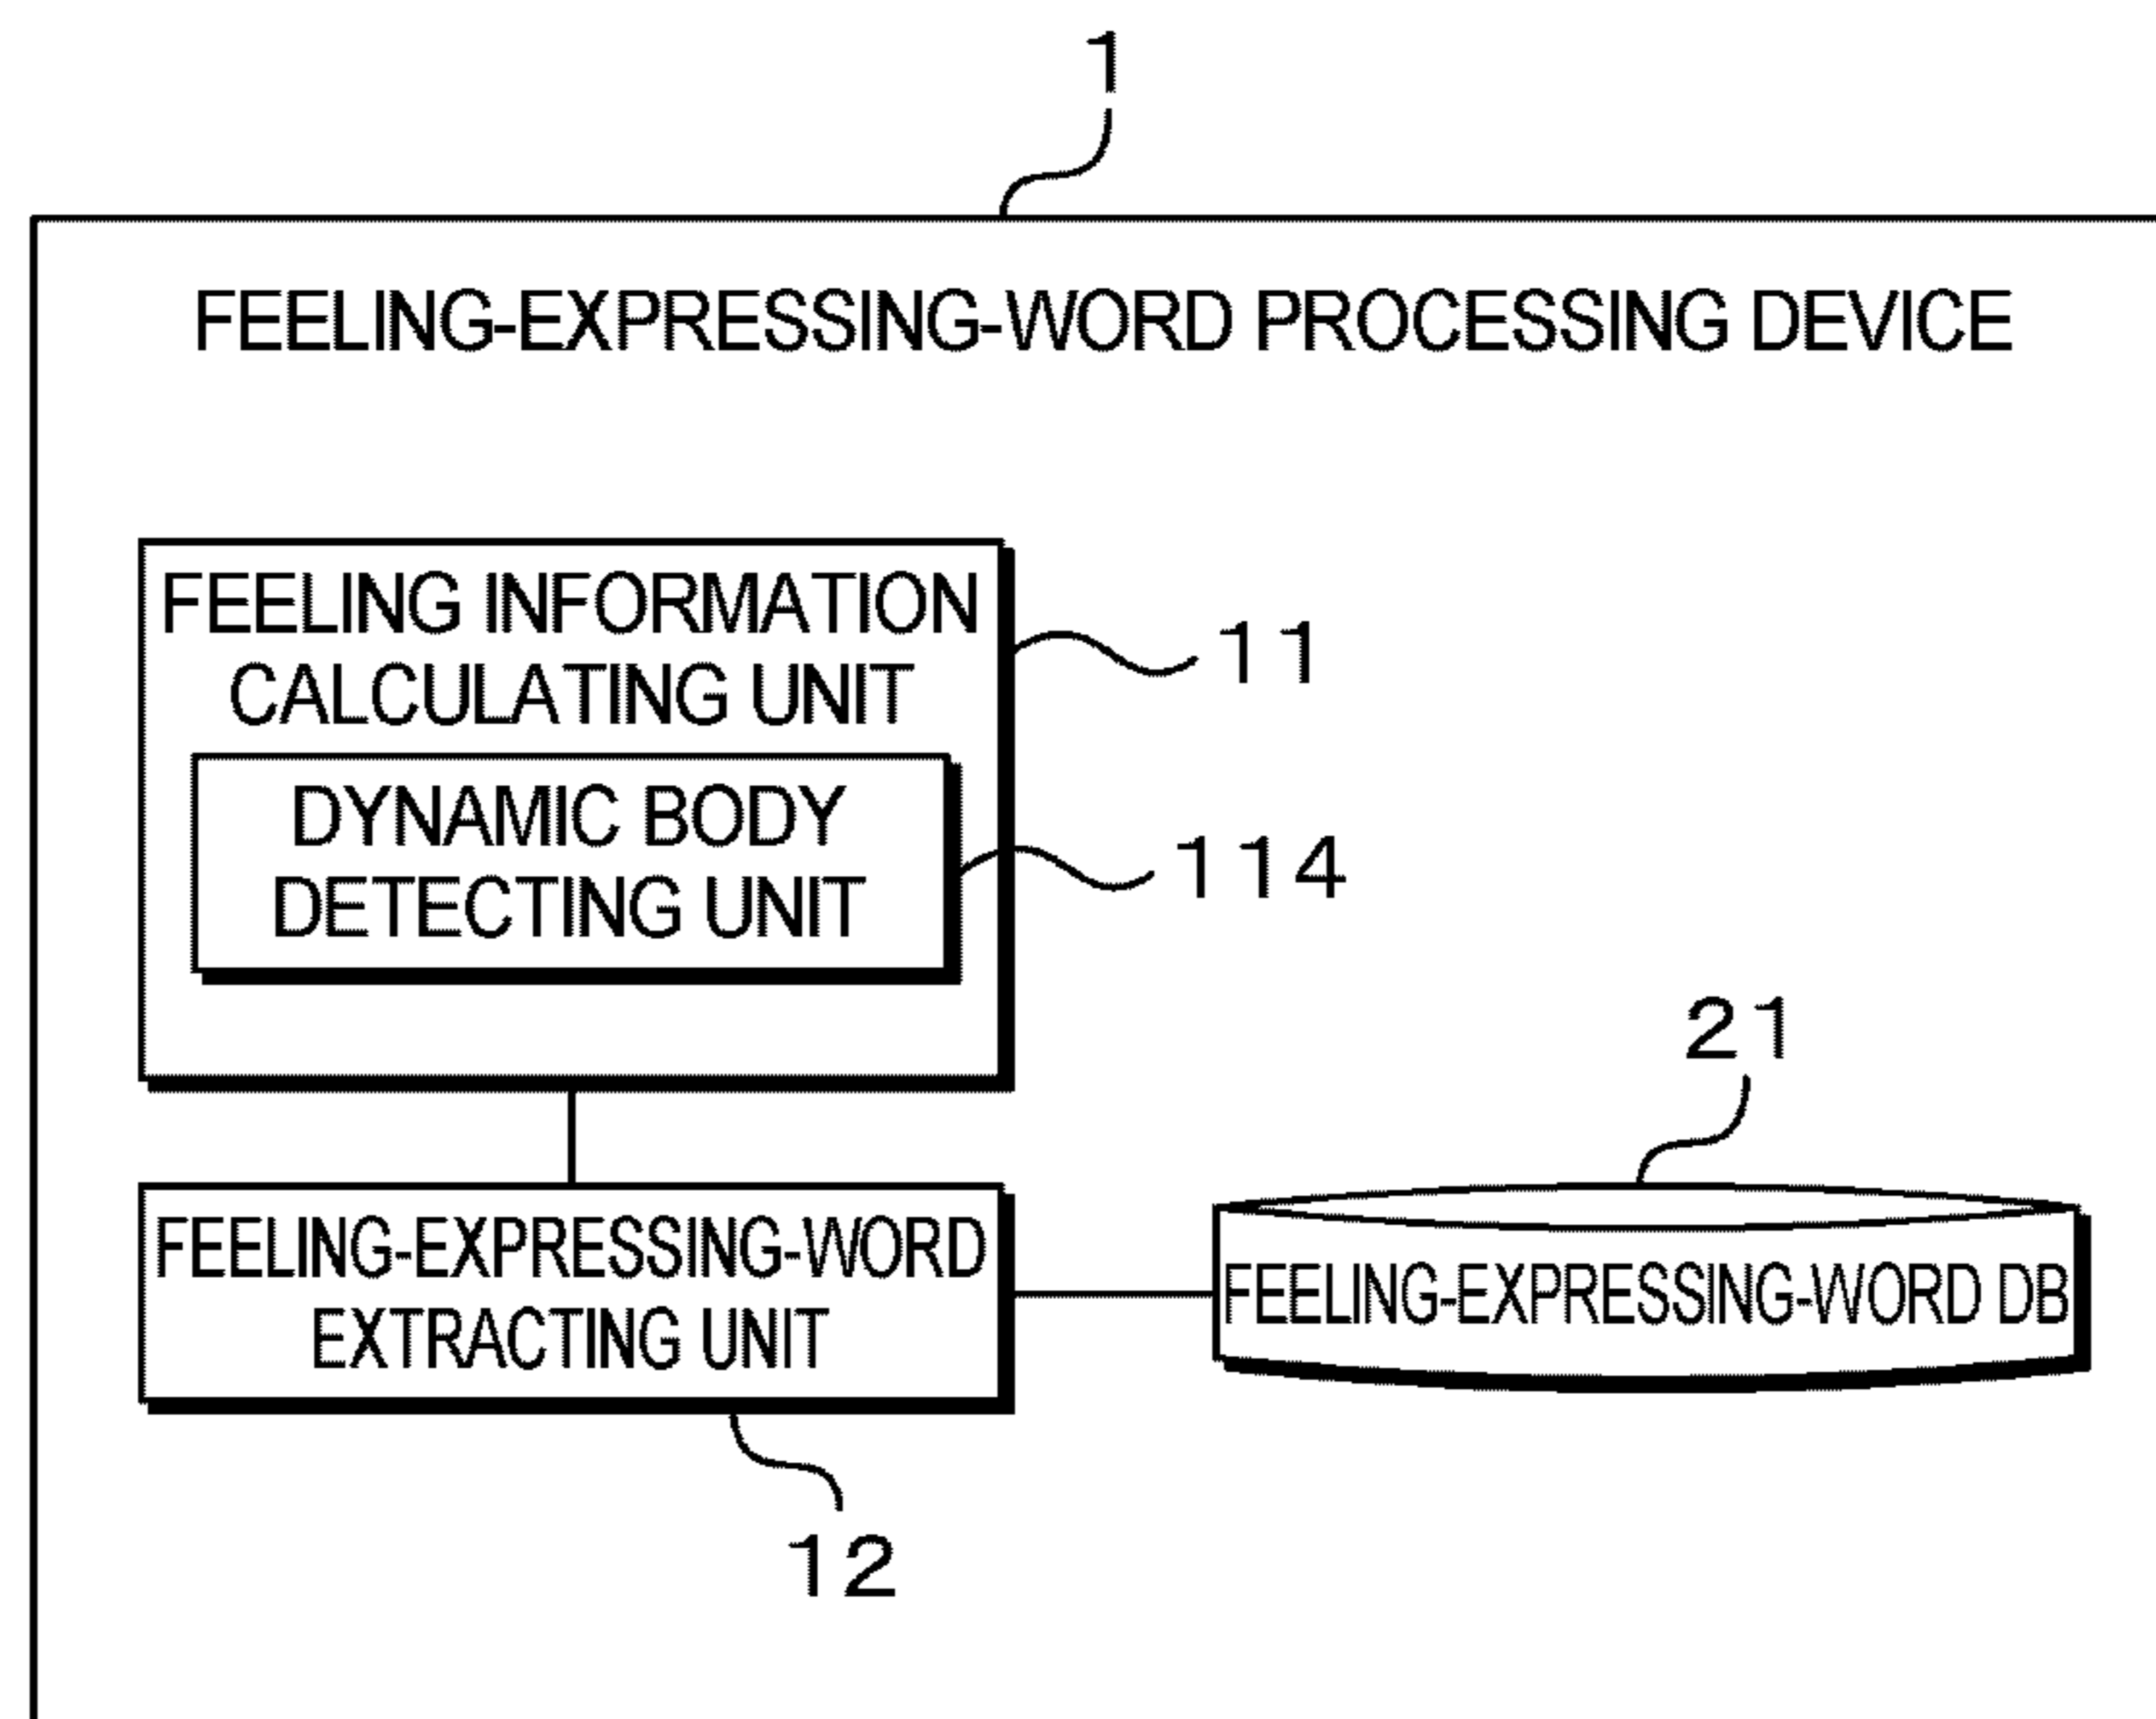 1
FEELING-EXPRESSING-WORD PROCESSING DEVICE
FEELING INFORMATION
CALCULATING UNIT
11
DYNAMIC BODY
DETECTING UNIT
114
21
FEELING-EXPRESSING-WORD
EXTRACTING UNIT
FEELING-EXPRESSING-WORD DB
12